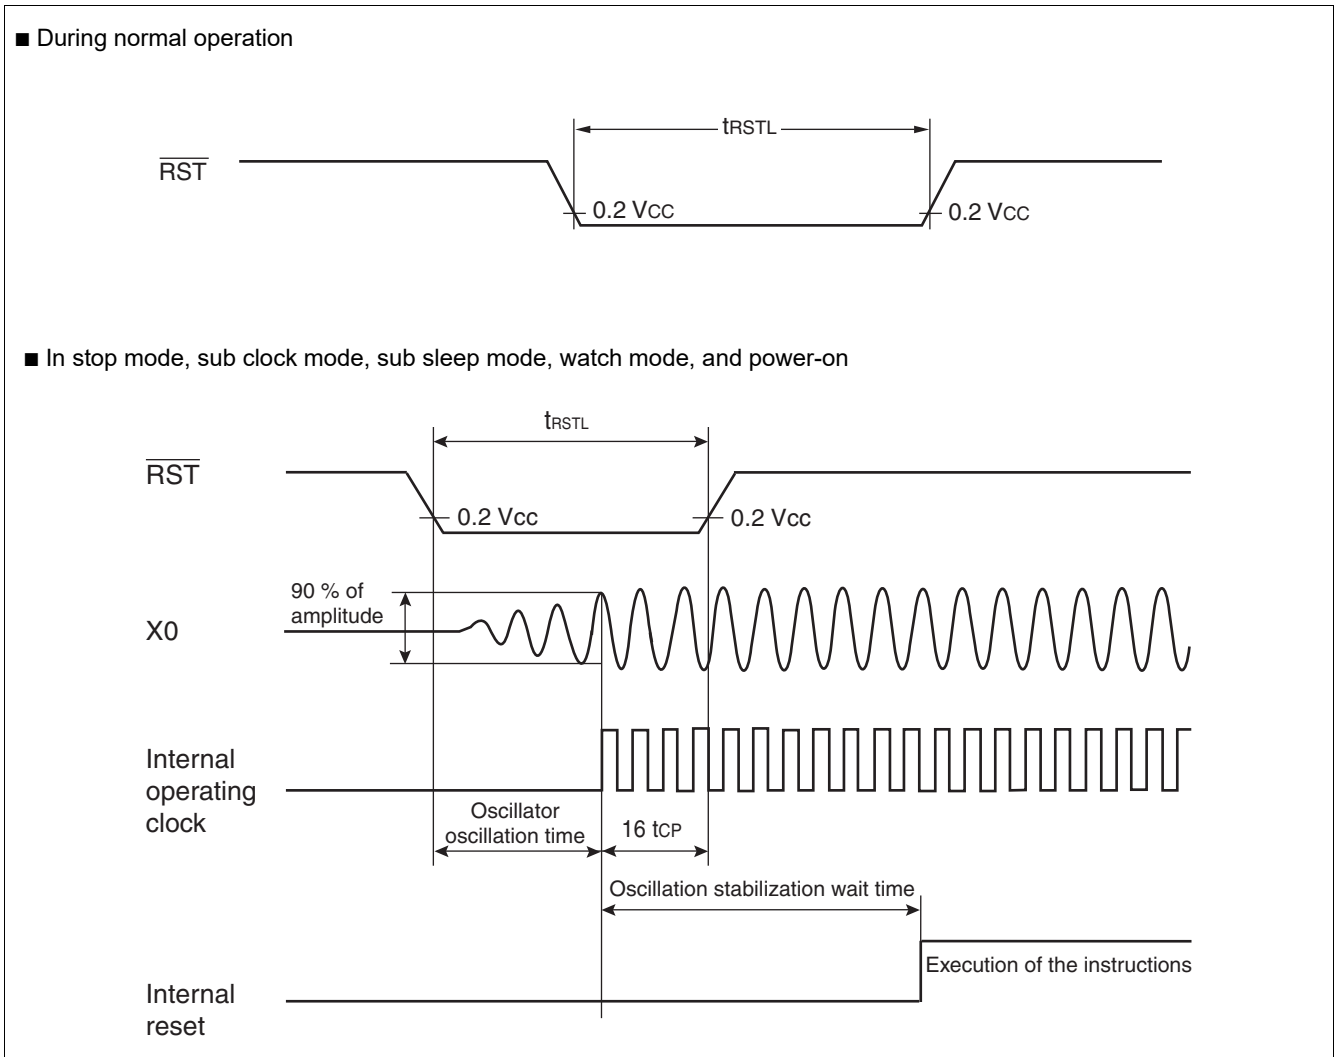 ■ During normal operation
tRSTL
RST
0.2 VCC
0.2 VCC
■ In stop mode, sub clock mode, sub sleep mode, watch mode, and power-on
tRSTL
RST
0.2 Vcc
0.2 Vcc
90 % of
amplitude
X0
Internal
operating
clock
Oscillator
oscillation time
16 tCP
Oscillation stabilization wait time
Execution of the instructions
Internal
reset